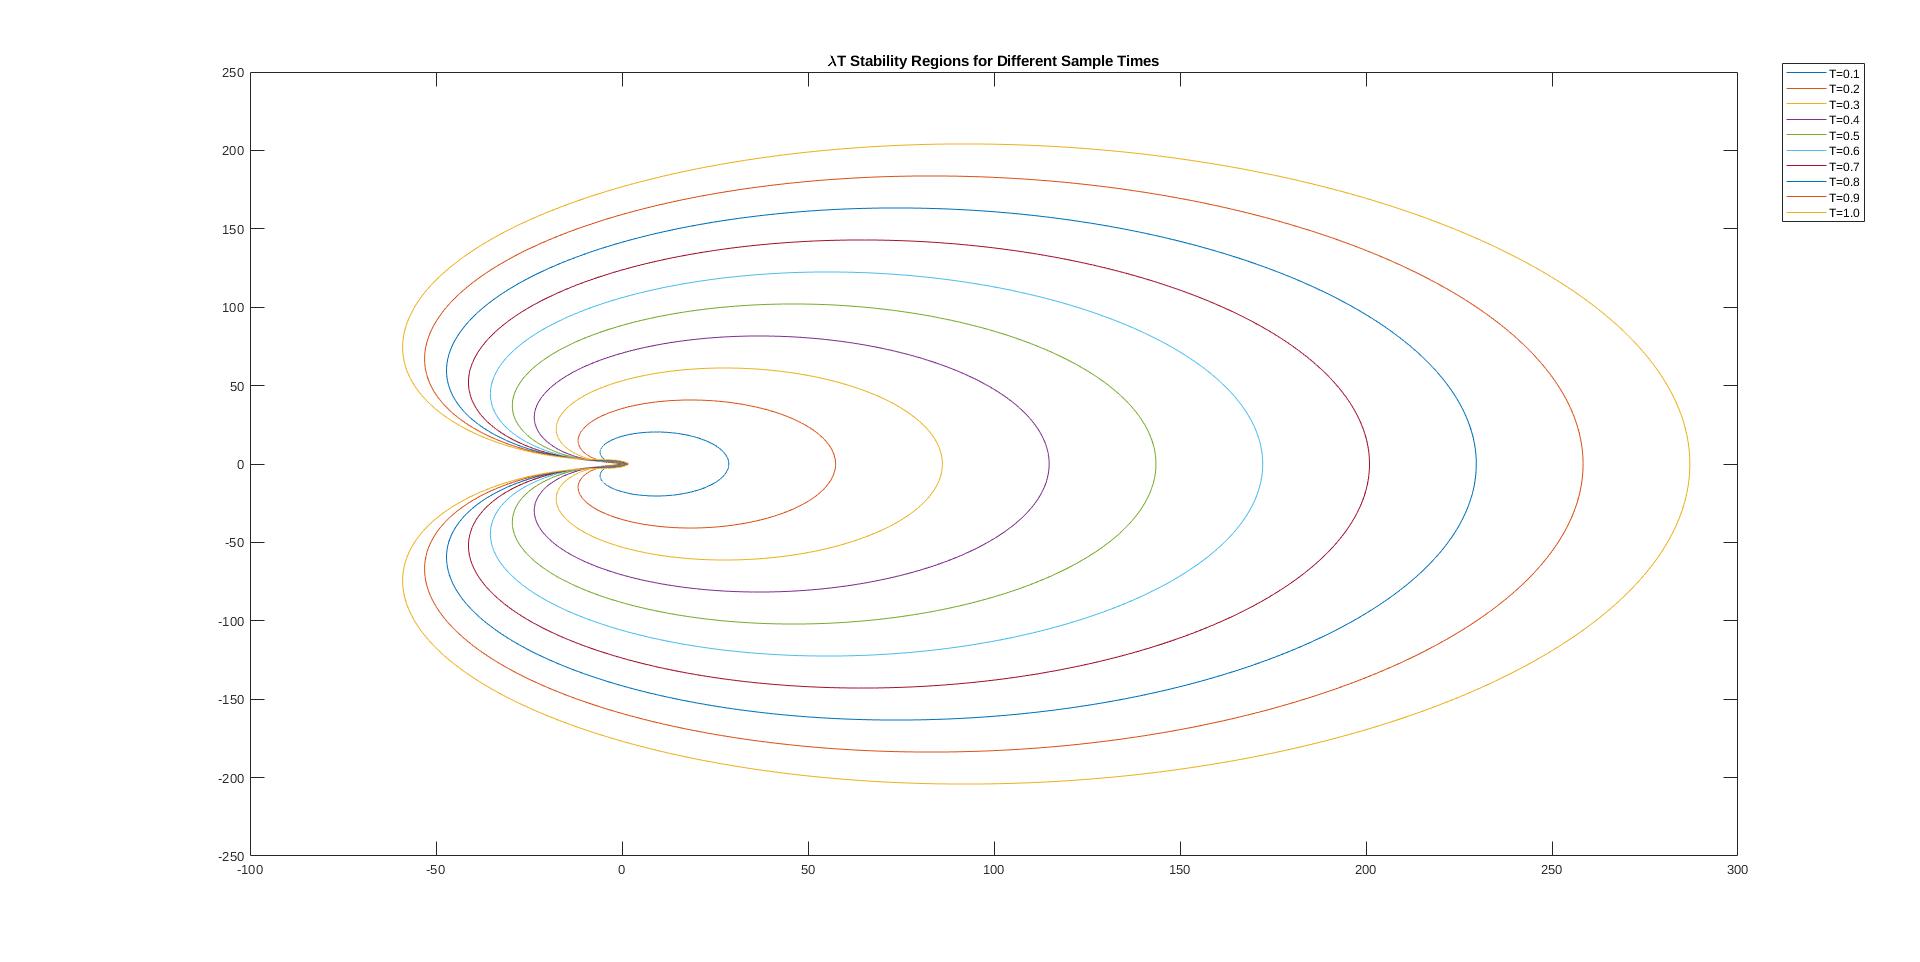 λT Stability Regions for Different Sample Times
250
200
150
100
50
0
-50
-100
-150
-200
-250
-100
-50
0
50
100
150
200
250
300
T=0.1
T=0.2
T=0.3
T=0.4
T=0.5
T=0.6
T=0.7
T=0.8
T=0.9
T=1.0